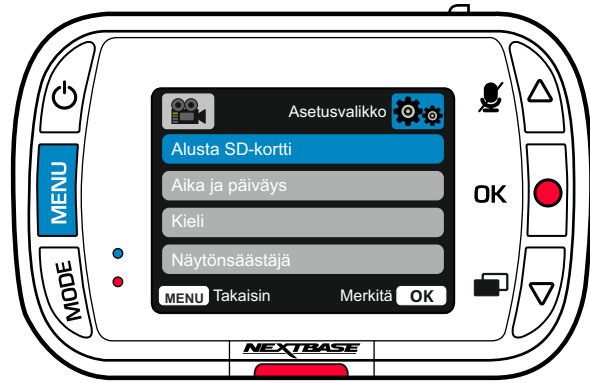 Asetusvalikko
MENU
Alusta SD-kortti
Aika ja päiväys
OK
Kieli
Näytönsäästäjä
MODE
MENU Takaisin Merkitä OK
NEXTBASE